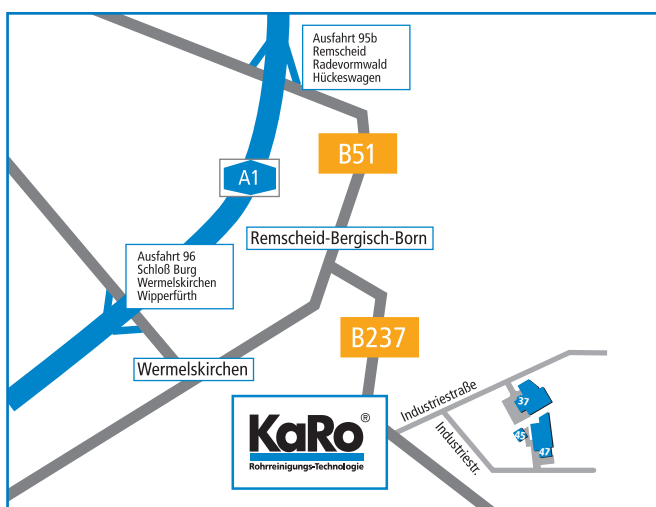 Ausfahrt 95b
Remscheid
Radevormwald
Hückeswagen
B51
A1
Remscheid-Bergisch-Born
Ausfahrt 96
Schloß Burg
Wermelskirchen
Wipperfürth
B237
Wermelskirchen
Industriestraße
37
45
47
Industriestr.
KaRo®
Rohrreinigungs-Technologie